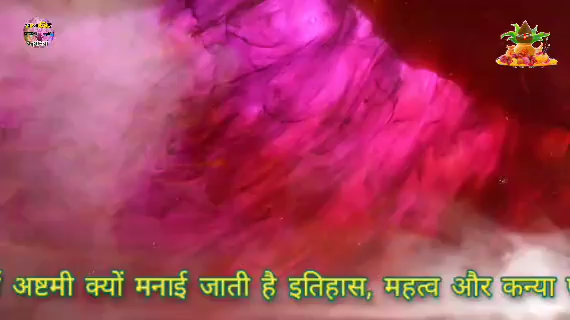 अष्टमी क्यों मनाई जाती है इतिहास, महत्व और कन्या